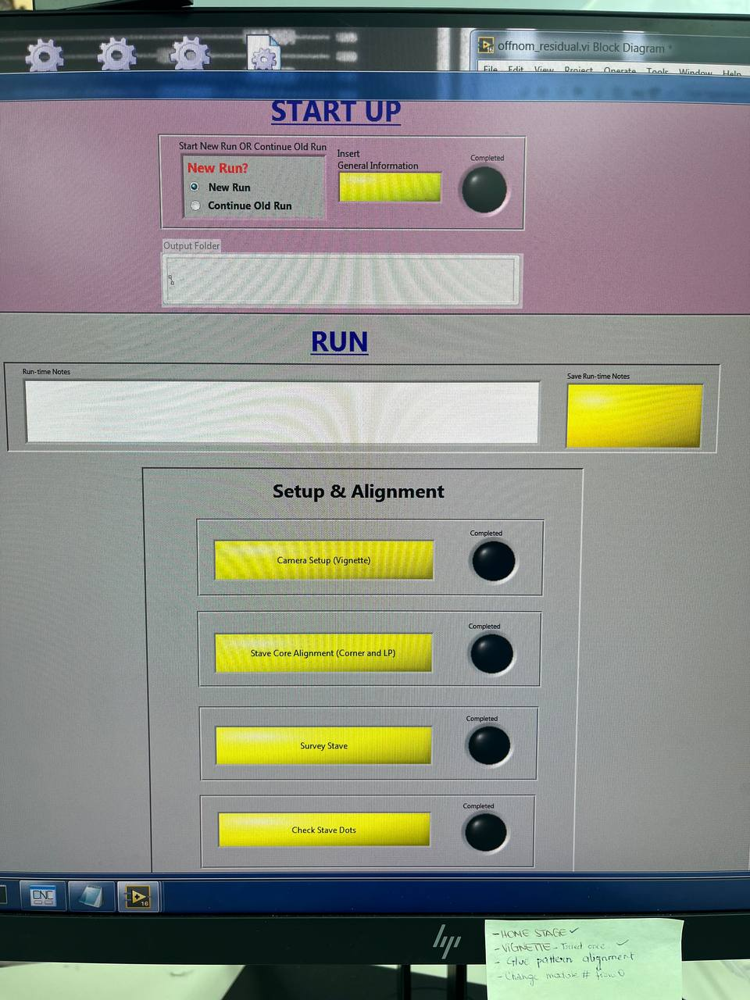 offnom_residual.vi Block Diagram *
File Edit View Project Operate Tools Window Help
START UP
Start New Run OR Continue Old Run
New Run?
New Run
Continue Old Run
Insert
General Information
Completed
Output Folder
RUN
Run-time Notes
Save Run-time Notes
Setup & Alignment
Camera Setup (Vignette)
Completed
Stave Core Alignment (Corner and LP)
Completed
Survey Stave
Completed
Check Stave Dots
Completed
CNC
16
hp
- HOME STAGE ✓
- VIGNETTE - Tried once ✓
- Glue pattern alignment
- Change module # from 0